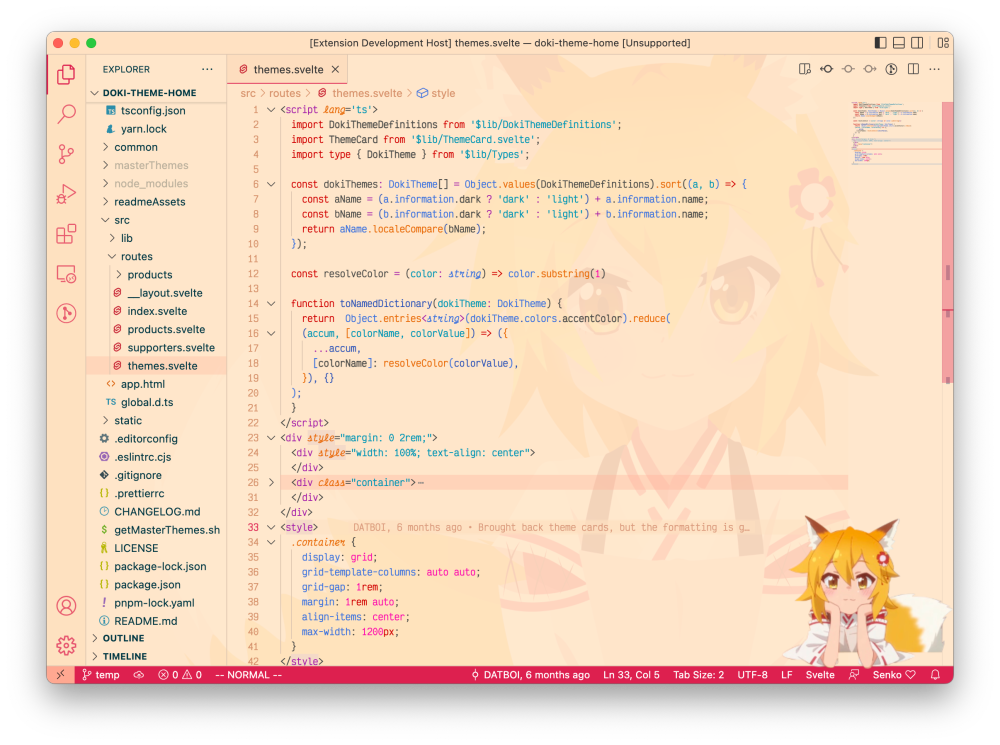 [Extension Development Host] themes.svelte — doki-theme-home [Unsupported]
EXPLORER
DOKI-THEME-HOME
TS tsconfig.json
yarn.lock
common
masterThemes
node_modules
readmeAssets
src
lib
routes
products
__layout.svelte
index.svelte
products.svelte
supporters.svelte
themes.svelte
app.html
TS global.d.ts
static
.editorconfig
.eslintrc.cjs
.gitignore
{} .prettierrc
CHANGELOG.md
$ getMasterThemes.sh
LICENSE
{} package-lock.json
{} package.json
! pnpm-lock.yaml
README.md
OUTLINE
TIMELINE
themes.svelte
src > routes > themes.svelte > style
1 <script lang='ts'>
2 import DokiThemeDefinitions from '$lib/DokiThemeDefinitions';
3 import ThemeCard from '$lib/ThemeCard.svelte';
4 import type { DokiTheme } from '$lib/Types';
5
6 const dokiThemes: DokiTheme[] = Object.values(DokiThemeDefinitions).sort((a, b) => {
7 const aName = (a.information.dark ? 'dark' : 'light') + a.information.name;
8 const bName = (b.information.dark ? 'dark' : 'light') + b.information.name;
9 return aName.localeCompare(bName);
10 });
11
12 const resolveColor = (color: string) => color.substring(1)
13
14 function toNamedDictionary(dokiTheme: DokiTheme) {
15 return Object.entries<string>(dokiTheme.colors.accentColor).reduce(
16 (accum, [colorName, colorValue]) => ({
17 ...accum,
18 [colorName]: resolveColor(colorValue),
19 }), {}
20 );
21 }
22 </script>
23 <div style="margin: 0 2rem;">
24 <div style="width: 100%; text-align: center">
25 </div>
26 <div class="container">⋯
31 </div>
32 </div>
33 <style> DATBOI, 6 months ago • Brought back theme cards, but the formatting is g…
34 .container {
35 display: grid;
36 grid-template-columns: auto auto;
37 grid-gap: 1rem;
38 margin: 1rem auto;
39 align-items: center;
40 max-width: 1200px;
41 }
42 </style>
temp 0 0 -- NORMAL -- DATBOI, 6 months ago Ln 33, Col 5 Tab Size: 2 UTF-8 LF Svelte Senko ♡